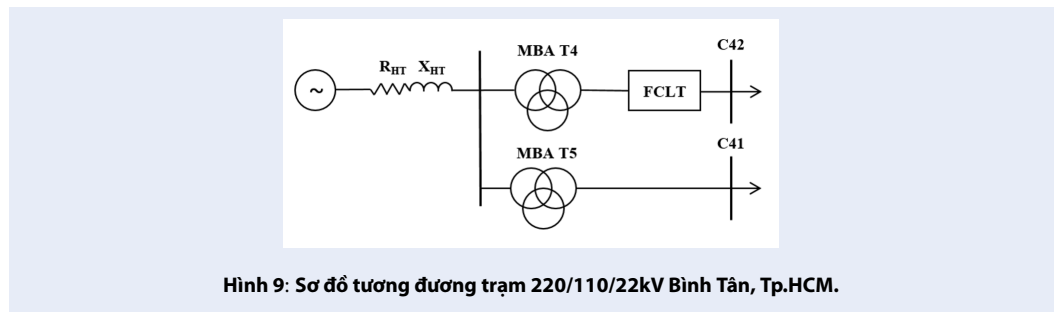 MBA T4
C42
R_HT X_HT
~
FCLT
C41
MBA T5
Hình 9: Sơ đồ tương đương trạm 220/110/22kV Bình Tân, Tp.HCM.